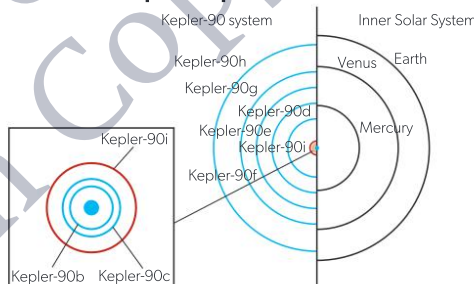 Kepler-90 system
Inner Solar System
Kepler-90h
Kepler-90g
Kepler-90d
Kepler-90e
Kepler-90i
Kepler-90f
Venus
Earth
Mercury
Kepler-90i
Kepler-90b
Kepler-90c